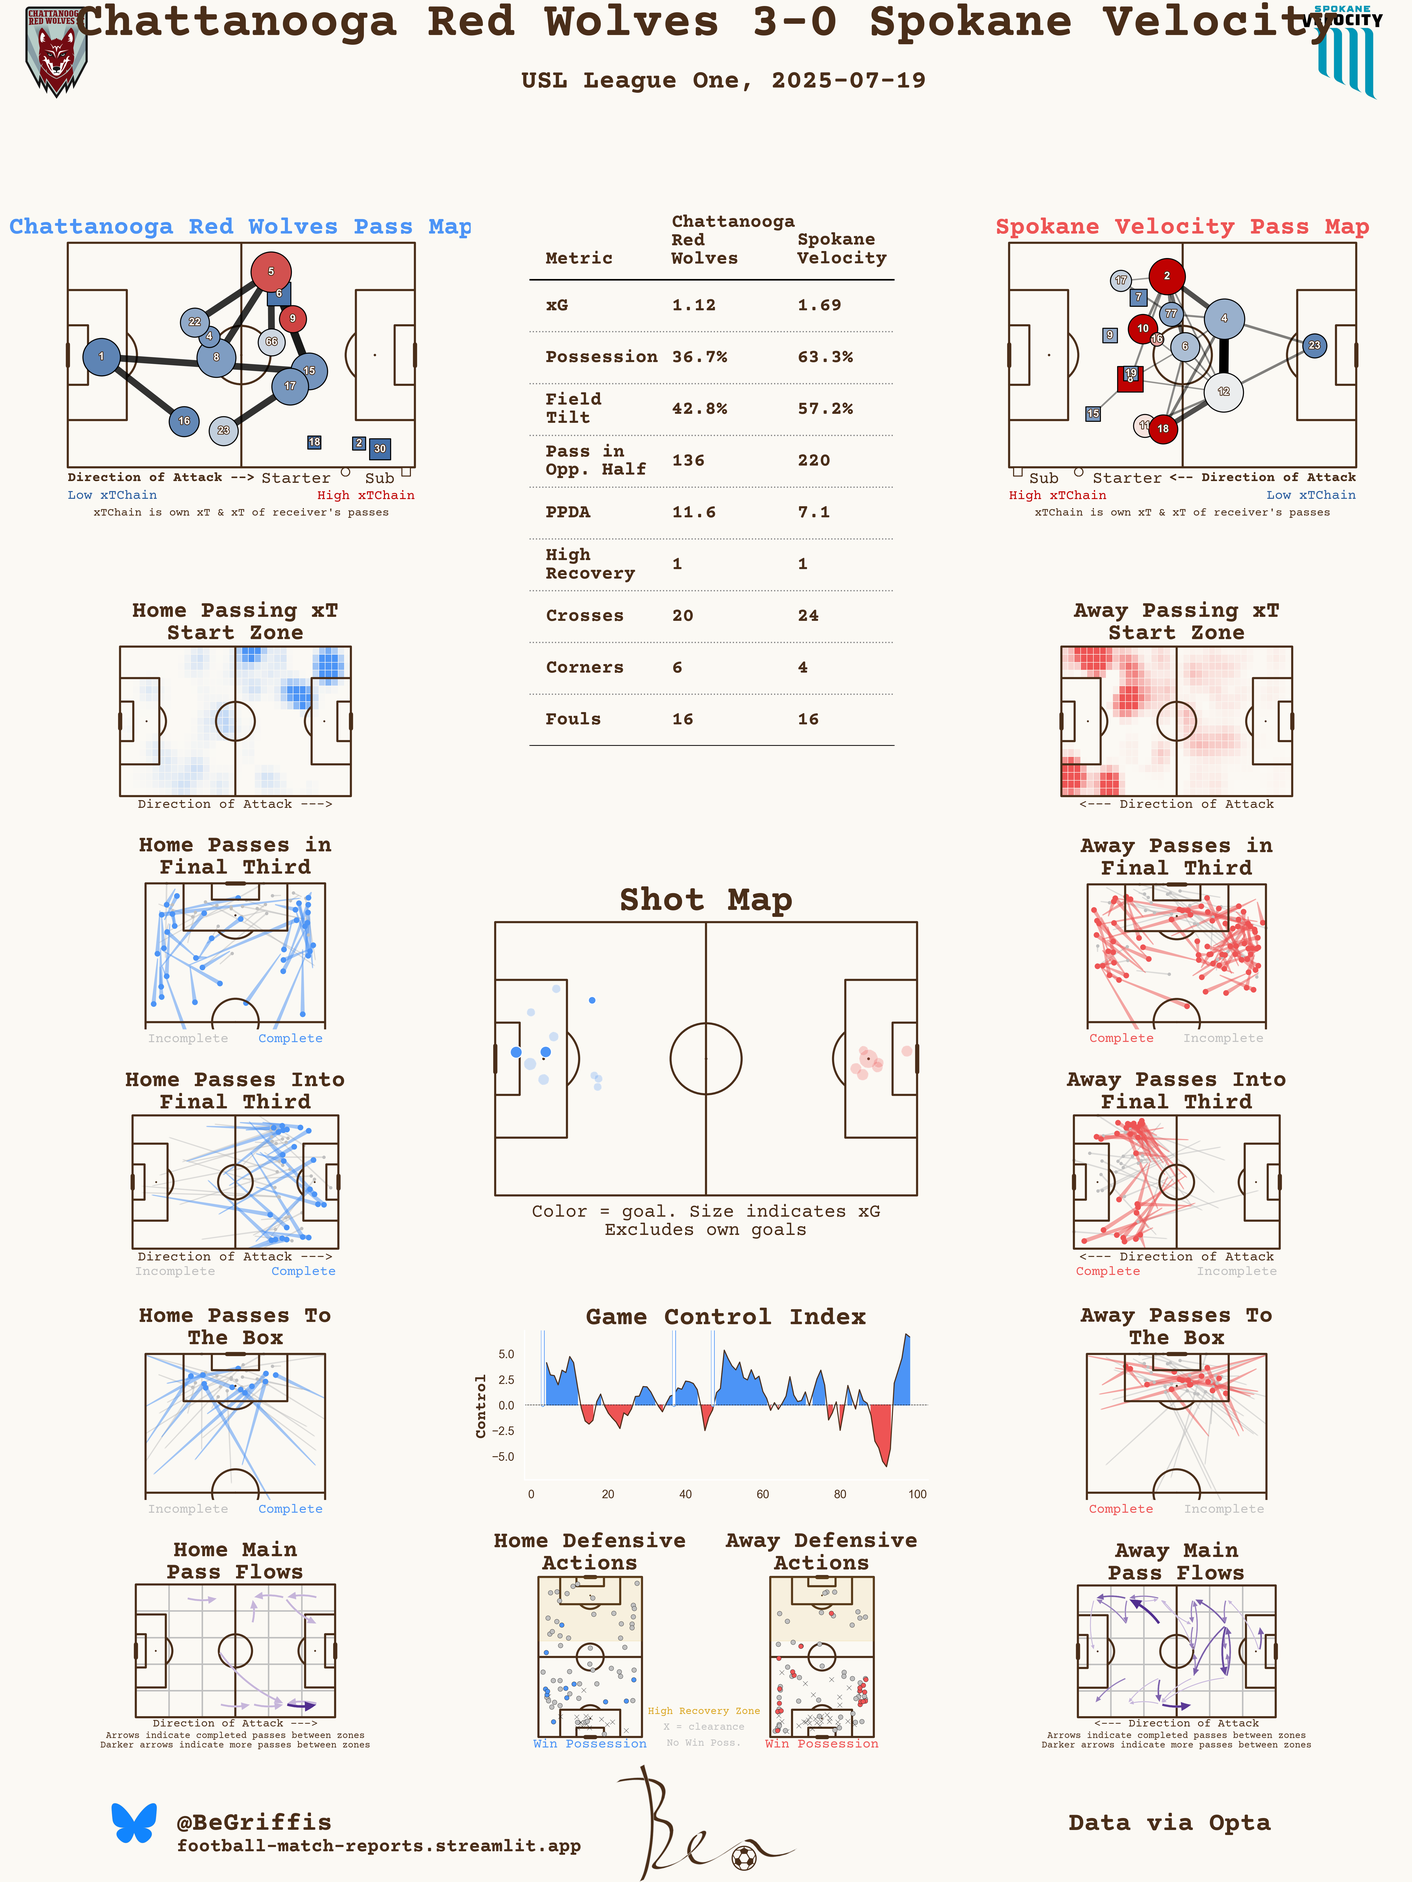 Chattanooga Red Wolves 3-0 Spokane Velocity
CHATTANOOGA
RED WOLVES
SPOKANE
VELOCITY
USL League One, 2025-07-19
Chattanooga Red Wolves Pass Map
5
6
9
22
4
66
8
1
15
17
16
23
18
2
30
Direction of Attack --> Starter Sub
Low xTChain High xTChain
xTChain is own xT & xT of receiver's passes
Metric Chattanooga Red Wolves Spokane Velocity
xG 1.12 1.69
Possession 36.7% 63.3%
Field Tilt 42.8% 57.2%
Pass in Opp. Half 136 220
PPDA 11.6 7.1
High Recovery 1 1
Crosses 20 24
Corners 6 4
Fouls 16 16
Spokane Velocity Pass Map
17
2
7
77
4
10
9
16
6
23
19
12
15
11
18
Sub Starter <-- Direction of Attack
High xTChain Low xTChain
xTChain is own xT & xT of receiver's passes
Home Passing xT
Start Zone
Direction of Attack --->
Away Passing xT
Start Zone
<--- Direction of Attack
Home Passes in
Final Third
Incomplete Complete
Away Passes in
Final Third
Complete Incomplete
Shot Map
Color = goal. Size indicates xG
Excludes own goals
Home Passes Into
Final Third
Direction of Attack --->
Incomplete Complete
Away Passes Into
Final Third
<--- Direction of Attack
Complete Incomplete
Home Passes To
The Box
Incomplete Complete
Game Control Index
Control
5.0
2.5
0.0
−2.5
−5.0
0 20 40 60 80 100
Away Passes To
The Box
Complete Incomplete
Home Main
Pass Flows
Direction of Attack --->
Arrows indicate completed passes between zones
Darker arrows indicate more passes between zones
Home Defensive
Actions
Win Possession
Away Defensive
Actions
Win Possession
High Recovery Zone
X = clearance
No Win Poss.
Away Main
Pass Flows
<--- Direction of Attack
Arrows indicate completed passes between zones
Darker arrows indicate more passes between zones
@BeGriffis
football-match-reports.streamlit.app
Ben
Data via Opta